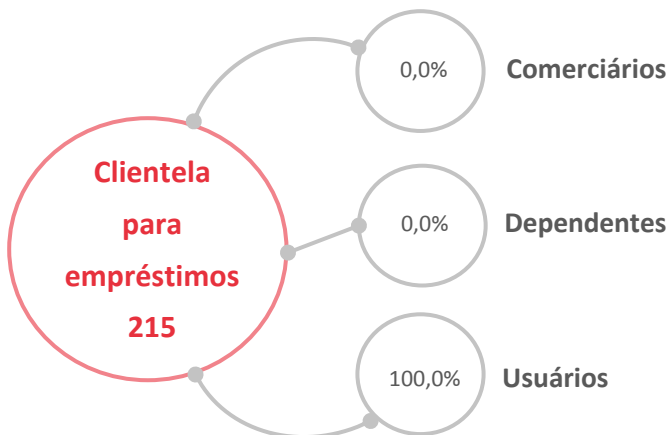 Clientela
para
empréstimos
215
0,0%
Comerciários
0,0%
Dependentes
100,0%
Usuários